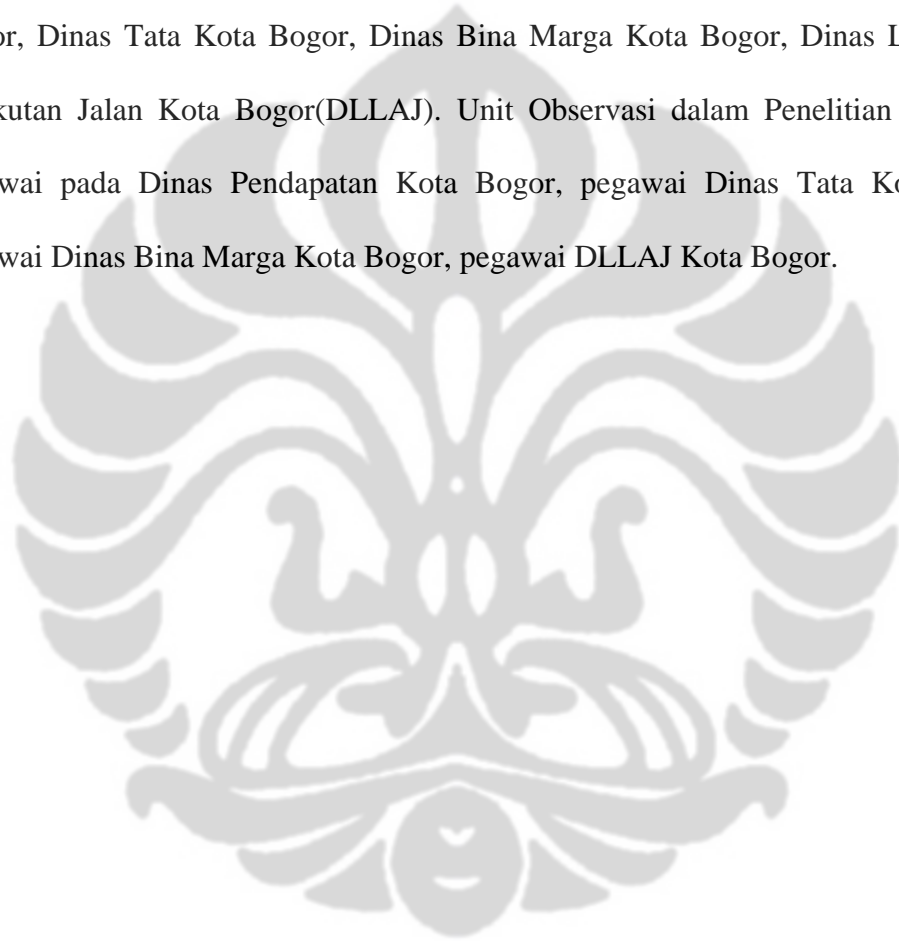 or, Dinas Tata Kota Bogor, Dinas Bina Marga Kota Bogor, Dinas L
kutan Jalan Kota Bogor(DLLAJ). Unit Observasi dalam Penelitian
wai pada Dinas Pendapatan Kota Bogor, pegawai Dinas Tata Ko
wai Dinas Bina Marga Kota Bogor, pegawai DLLAJ Kota Bogor.